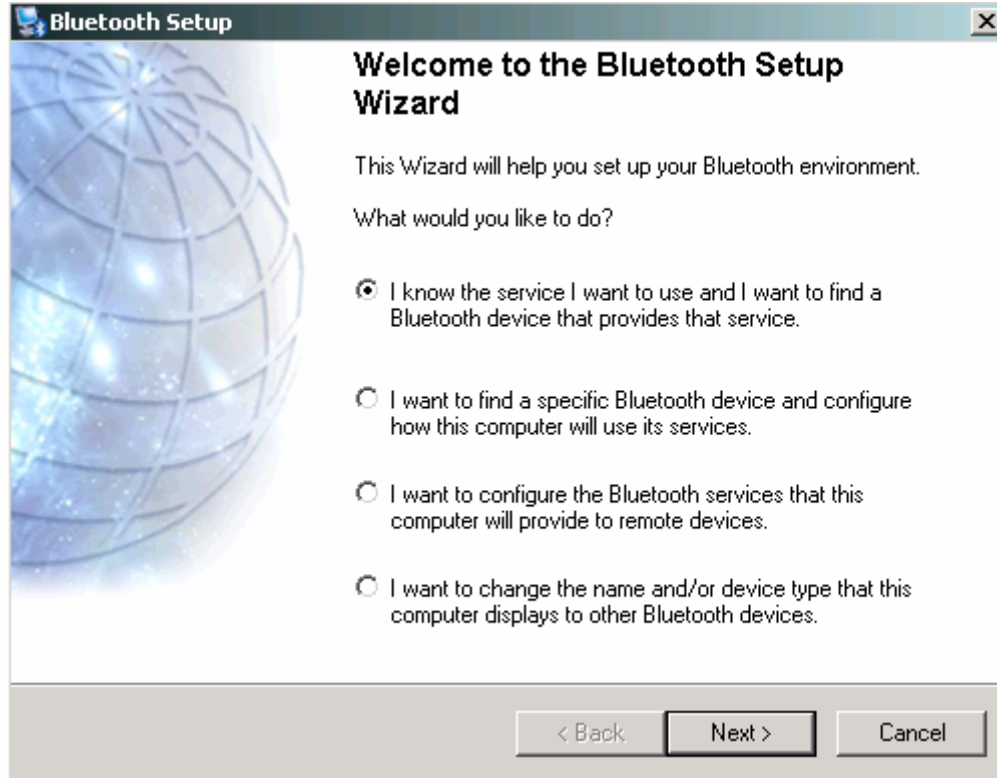 Bluetooth Setup
Welcome to the Bluetooth Setup
Wizard
This Wizard will help you set up your Bluetooth environment.
What would you like to do?
I know the service I want to use and I want to find a
Bluetooth device that provides that service.
I want to find a specific Bluetooth device and configure
how this computer will use its services.
I want to configure the Bluetooth services that this
computer will provide to remote devices.
I want to change the name and/or device type that this
computer displays to other Bluetooth devices.
< Back
Next >
Cancel